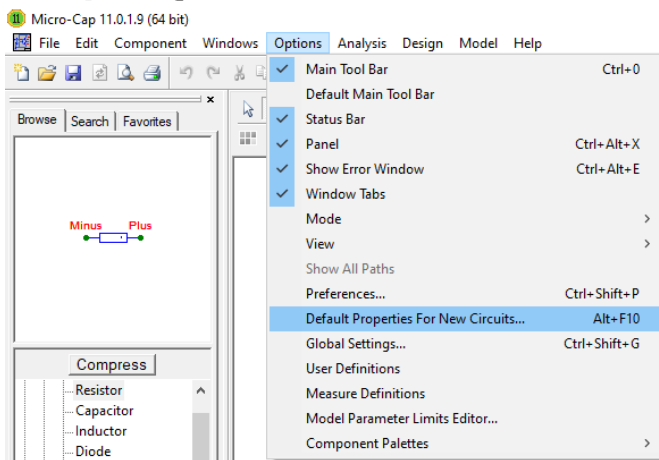 Micro-Cap 11.0.1.9 (64 bit)
File Edit Component Windows Options Analysis Design Model Help
Browse Search Favorites
Minus Plus
Compress
Resistor
Capacitor
Inductor
Diode
Main Tool Bar Ctrl+0
Default Main Tool Bar
Status Bar
Panel Ctrl+Alt+X
Show Error Window Ctrl+Alt+E
Window Tabs
Mode
View
Show All Paths
Preferences... Ctrl+Shift+P
Default Properties For New Circuits... Alt+F10
Global Settings... Ctrl+Shift+G
User Definitions
Measure Definitions
Model Parameter Limits Editor...
Component Palettes